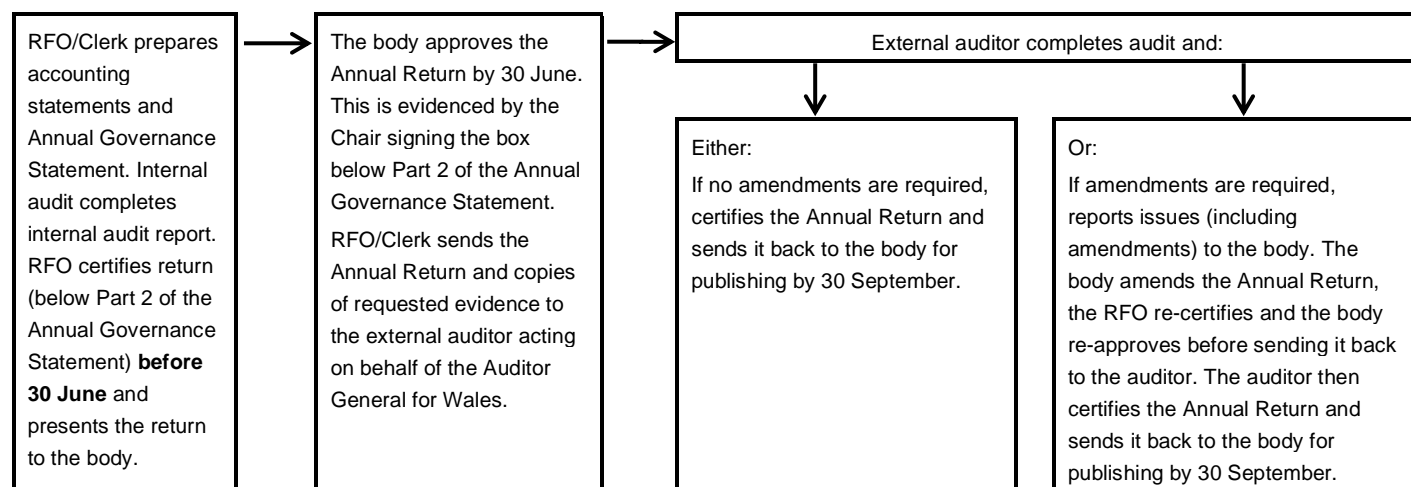 RFO/Clerk prepares
accounting
statements and
Annual Governance
Statement. Internal
audit completes
internal audit report.
RFO certifies return
(below Part 2 of the
Annual Governance
Statement) before
30 June and
presents the return
to the body.
The body approves the
Annual Return by 30 June.
This is evidenced by the
Chair signing the box
below Part 2 of the Annual
Governance Statement.
RFO/Clerk sends the
Annual Return and copies
of requested evidence to
the external auditor acting
on behalf of the Auditor
General for Wales.
External auditor completes audit and:
Either:
If no amendments are required,
certifies the Annual Return and
sends it back to the body for
publishing by 30 September.
Or:
If amendments are required,
reports issues (including
amendments) to the body. The
body amends the Annual Return,
the RFO re-certifies and the body
re-approves before sending it back
to the auditor. The auditor then
certifies the Annual Return and
sends it back to the body for
publishing by 30 September.